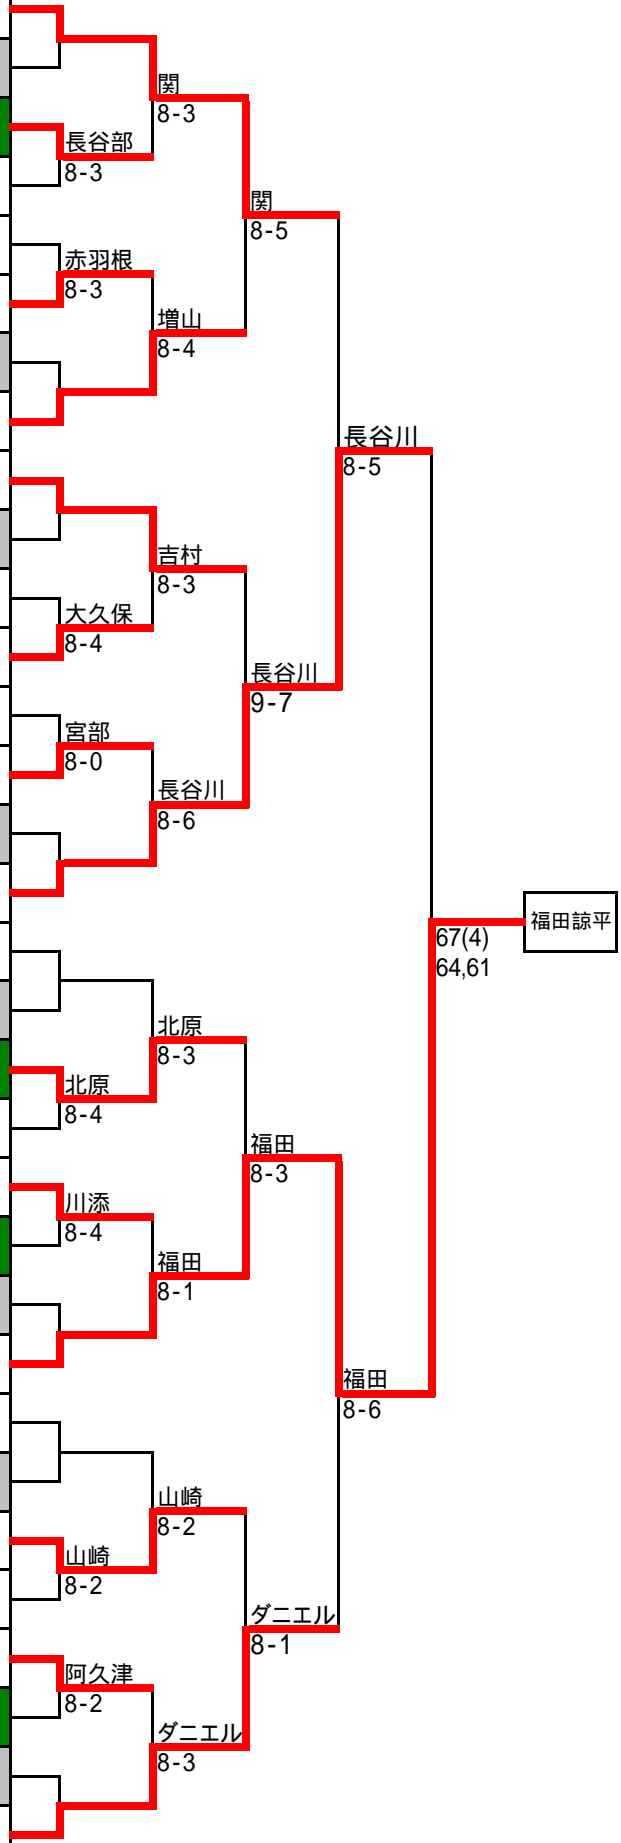 関
8-3
長谷部
8-3
関
8-5
赤羽根
8-3
増山
8-4
長谷川
8-5
吉村
8-3
大久保
8-4
長谷川
9-7
宮部
8-0
長谷川
8-6
福田諒平
67(4)
64,61
北原
8-3
北原
8-4
福田
8-3
川添
8-4
福田
8-1
福田
8-6
山崎
8-2
山崎
8-2
ダニエル
8-1
阿久津
8-2
ダニエル
8-3